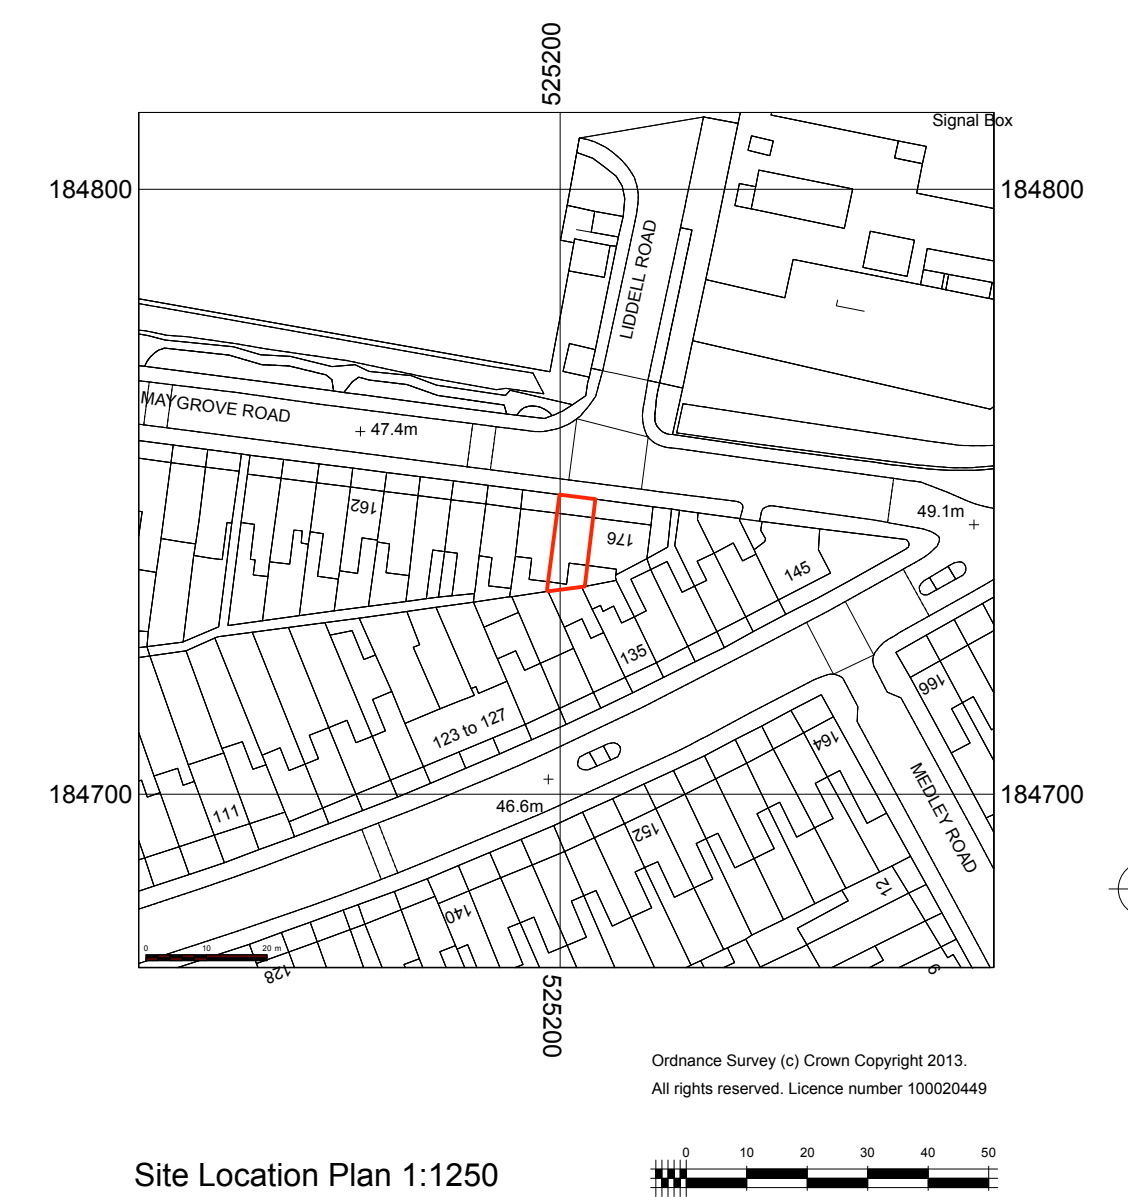 525200
Signal Box
184800
184800
LIDDELL ROAD
MAYGROVE ROAD
47.4m
162
49.1m
176
145
135
166
123 to 127
164
184700
46.6m
184700
111
152
MEDLEY ROAD
12
140
0 10 20 m
128
9
525200
Ordnance Survey (c) Crown Copyright 2013.
All rights reserved. Licence number 100020449
Site Location Plan 1:1250
0 10 20 30 40 50